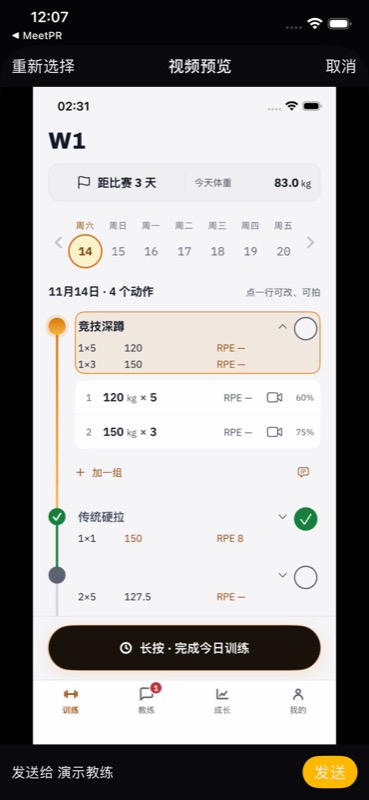 12:07
◀ MeetPR
重新选择 视频预览 取消
02:31
W1
距比赛 3 天 今天体重 83.0 kg
周六 周日 周一 周二 周三 周四 周五
14 15 16 17 18 19 20
11月14日 · 4 个动作 点一行可改、可拍
竞技深蹲
1×5 120 RPE —
1×3 150 RPE —
1 120 kg × 5 RPE — 60%
2 150 kg × 3 RPE — 75%
+ 加一组
传统硬拉
1×1 150 RPE 8
2×5 127.5 RPE —
长按 · 完成今日训练
1
训练 教练 成长 我的
发送给 演示教练 发送